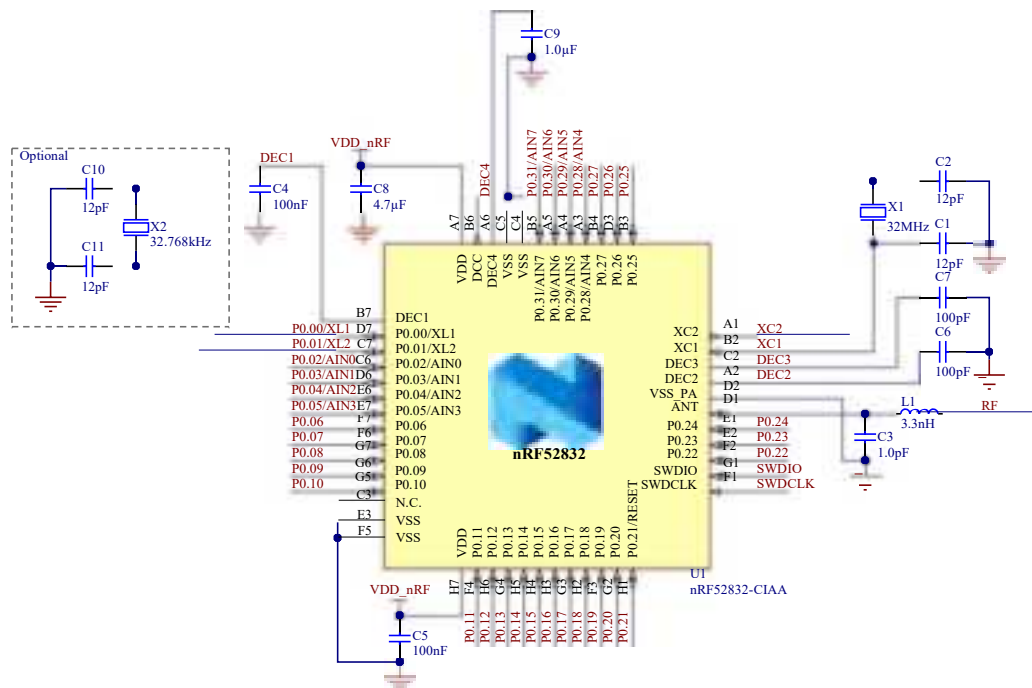 C9
1.0µF
Optional
C10
12pF
X2
32.768kHz
C11
12pF
DEC1
C4
100nF
VDD_nRF
C8
4.7µF
DEC4
P0.31/AIN7
P0.30/AIN6
P0.29/AIN5
P0.28/AIN4
P0.27
P0.26
P0.25
C2
12pF
X1
32MHz
C1
12pF
C7
100pF
C6
100pF
A7
B6
A6
C5
C4
B5
A5
A4
A3
B4
D3
B3
VDD
DCC
DEC4
VSS
VSS
P0.31/AIN7
P0.30/AIN6
P0.29/AIN5
P0.28/AIN4
P0.27
P0.26
P0.25
B7
DEC1
P0.00/XL1 D7 P0.00/XL1
P0.01/XL2 C7 P0.01/XL2
P0.02/AIN0 C6 P0.02/AIN0
P0.03/AIN1 D6 P0.03/AIN1
P0.04/AIN2 E6 P0.04/AIN2
P0.05/AIN3 E7 P0.05/AIN3
P0.06 F7 P0.06
P0.07 F6 P0.07
P0.08 G7 P0.08
P0.09 G6 P0.09
P0.10 G5 P0.10
C3 N.C.
E3 VSS
F5 VSS
nRF52832
XC2 A1 XC2
XC1 B2 XC1
DEC3 C2 DEC3
DEC2 A2 DEC2
VSS_PA D2
ANT D1
P0.24 E1 P0.24
P0.23 E2 P0.23
P0.22 F2 P0.22
SWDIO G1 SWDIO
SWDCLK F1 SWDCLK
L1
3.3nH
RF
C3
1.0pF
VDD
P0.11
P0.12
P0.13
P0.14
P0.15
P0.16
P0.17
P0.18
P0.19
P0.20
P0.21/RESET
U1
nRF52832-CIAA
H7
F4
H6
G4
H5
H4
H3
G3
H2
F3
G2
H1
VDD_nRF
C5
100nF
P0.11
P0.12
P0.13
P0.14
P0.15
P0.16
P0.17
P0.18
P0.19
P0.20
P0.21